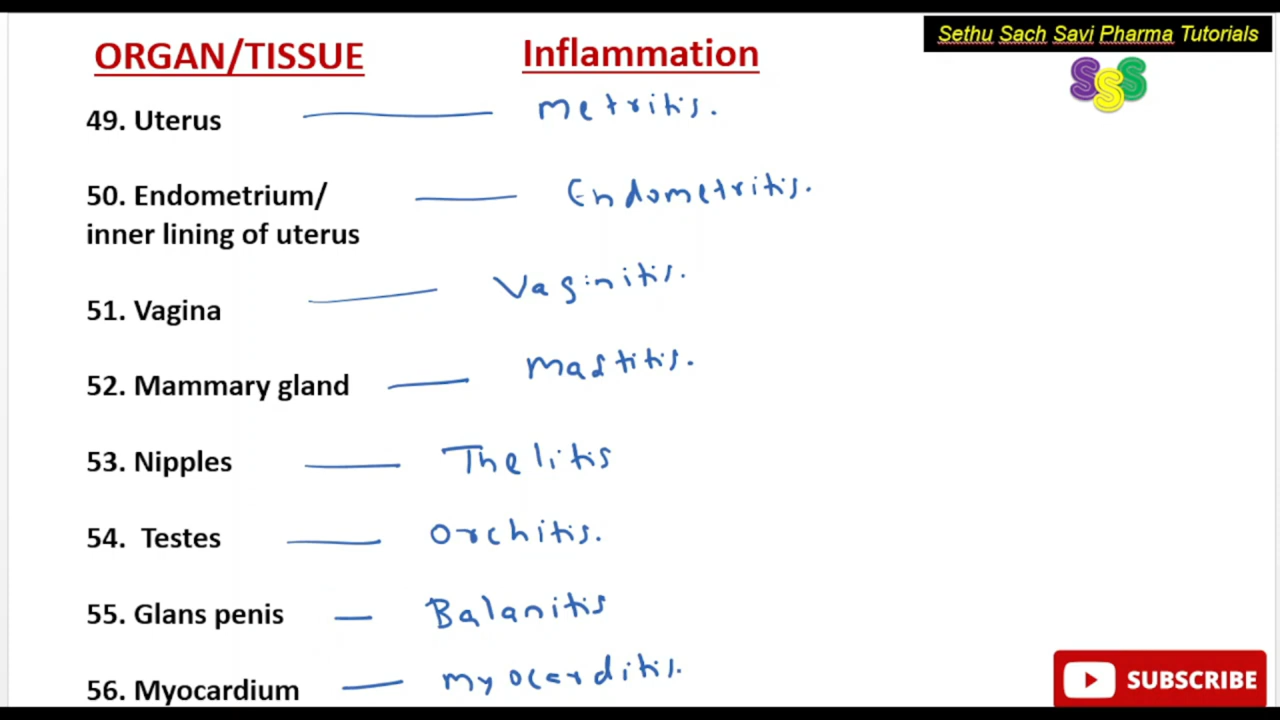 Sethu Sach Savi Pharma Tutorials
SSS
ORGAN/TISSUE Inflammation
49. Uterus metritis.
50. Endometrium/ Endometritis.
inner lining of uterus
51. Vagina Vaginitis.
52. Mammary gland mastitis.
53. Nipples Thelitis
54. Testes Orchitis.
55. Glans penis Balanitis
56. Myocardium myocarditis.
SUBSCRIBE